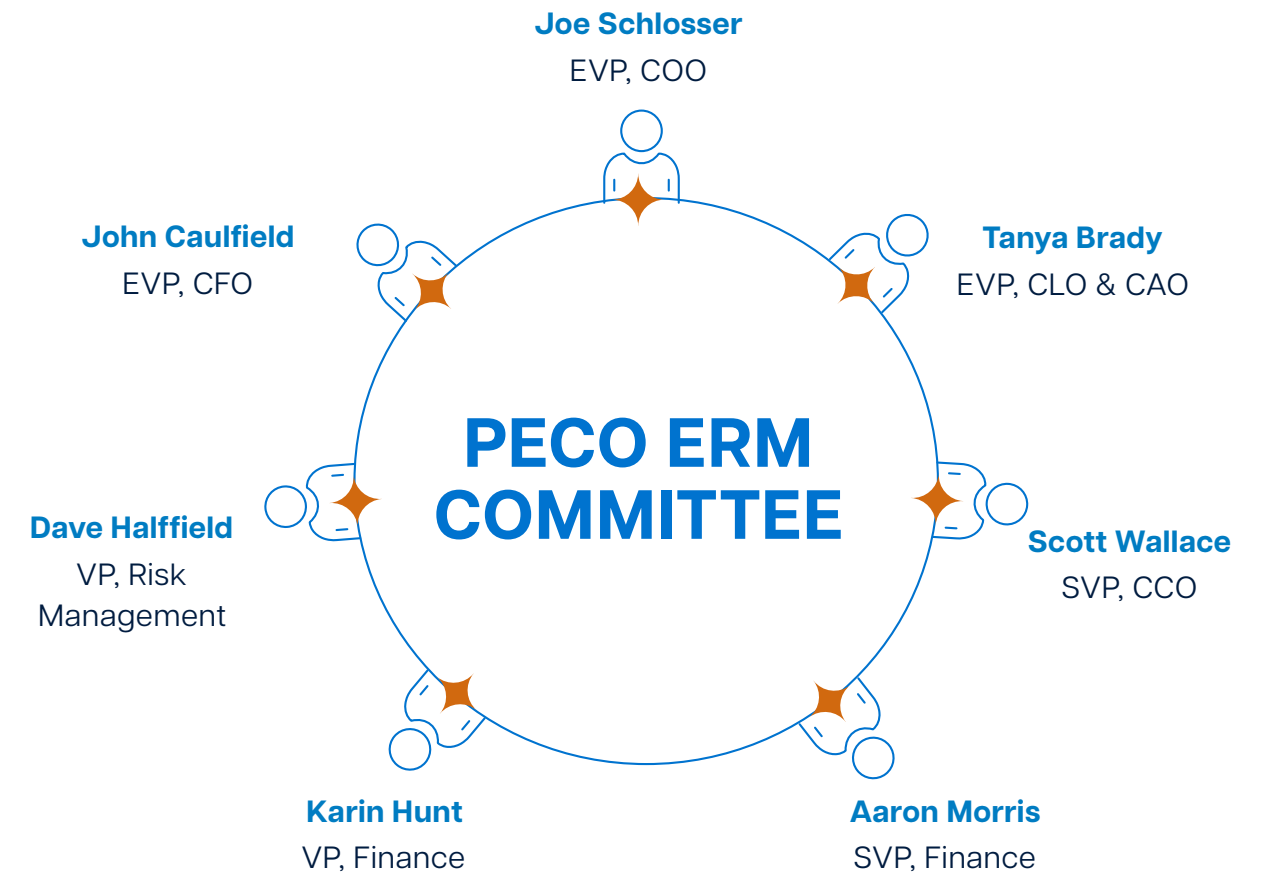 Joe Schlosser
EVP, COO
John Caulfield
EVP, CFO
Tanya Brady
EVP, CLO & CAO
PECO ERM
COMMITTEE
Dave Halffield
VP, Risk
Management
Scott Wallace
SVP, CCO
Karin Hunt
VP, Finance
Aaron Morris
SVP, Finance